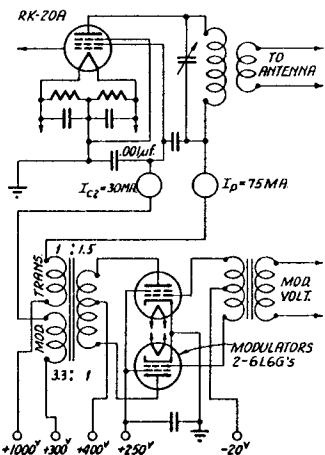 RK-20A
TO ANTENNA
.001μf.
Ic2=30MA
Ip=75MA.
1 : 1.5
MOD. TRANS.
3.3 : 1
MOD. VOLT.
MODULATORS
2-6L6G'S
+1000V
+300V
+400V
+250V
-20V